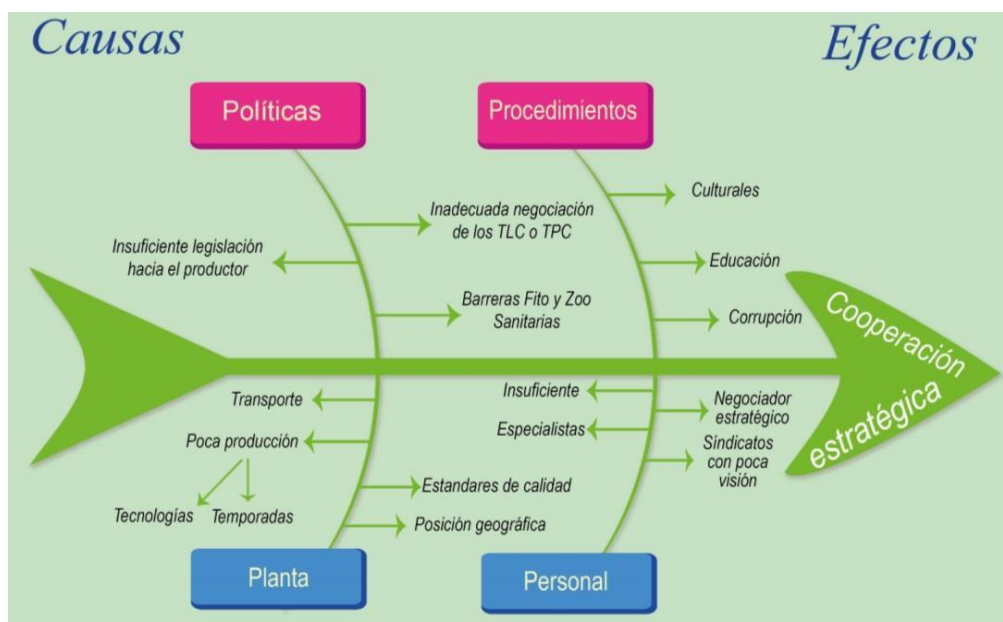 Causas
Efectos
Políticas
Procedimientos
Inadecuada negociación
de los TLC o TPC
Insuficiente legislación
hacia el productor
Barreras Fito y Zoo
Sanitarias
Culturales
Educación
Corrupción
Cooperación
estratégica
Transporte
Poca producción
Tecnologías
Temporadas
Estandares de calidad
Posición geográfica
Insuficiente
Especialistas
Negociador
estratégico
Sindicatos
con poca
visión
Planta
Personal